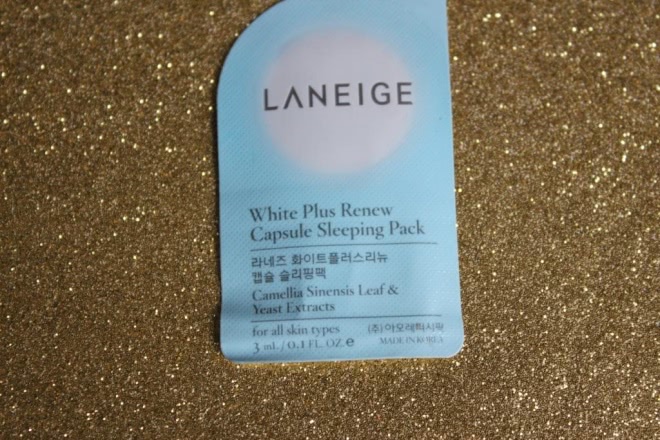 LANEIGE
White Plus Renew
Capsule Sleeping Pack
라네즈 화이트플러스리뉴
캡슐 슬리핑팩
Camellia Sinensis Leaf &
Yeast Extracts
for all skin types (주)아모레퍼시픽
3 mL / 0.1 FL. OZ. e MADE IN KOREA